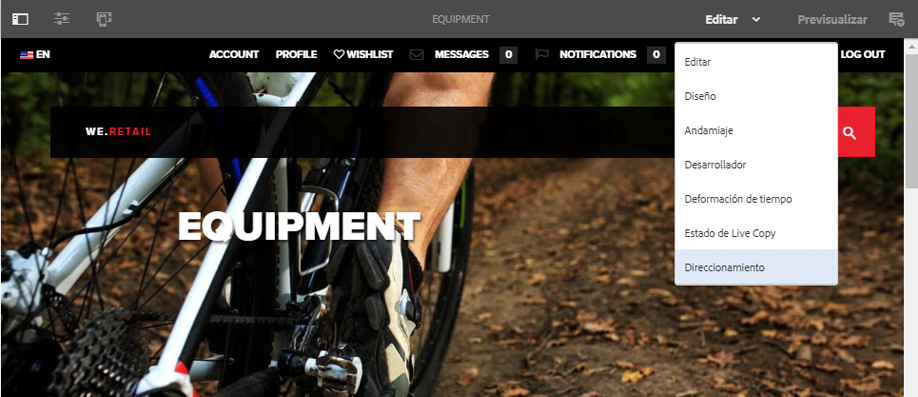 EQUIPMENT
Editar
Previsualizar
EN
ACCOUNT
PROFILE
WISHLIST
MESSAGES 0
NOTIFICATIONS 0
LOG OUT
Editar
Diseño
Andamiaje
Desarrollador
Deformación de tiempo
Estado de Live Copy
Direccionamiento
WE.RETAIL
EQUIPMENT